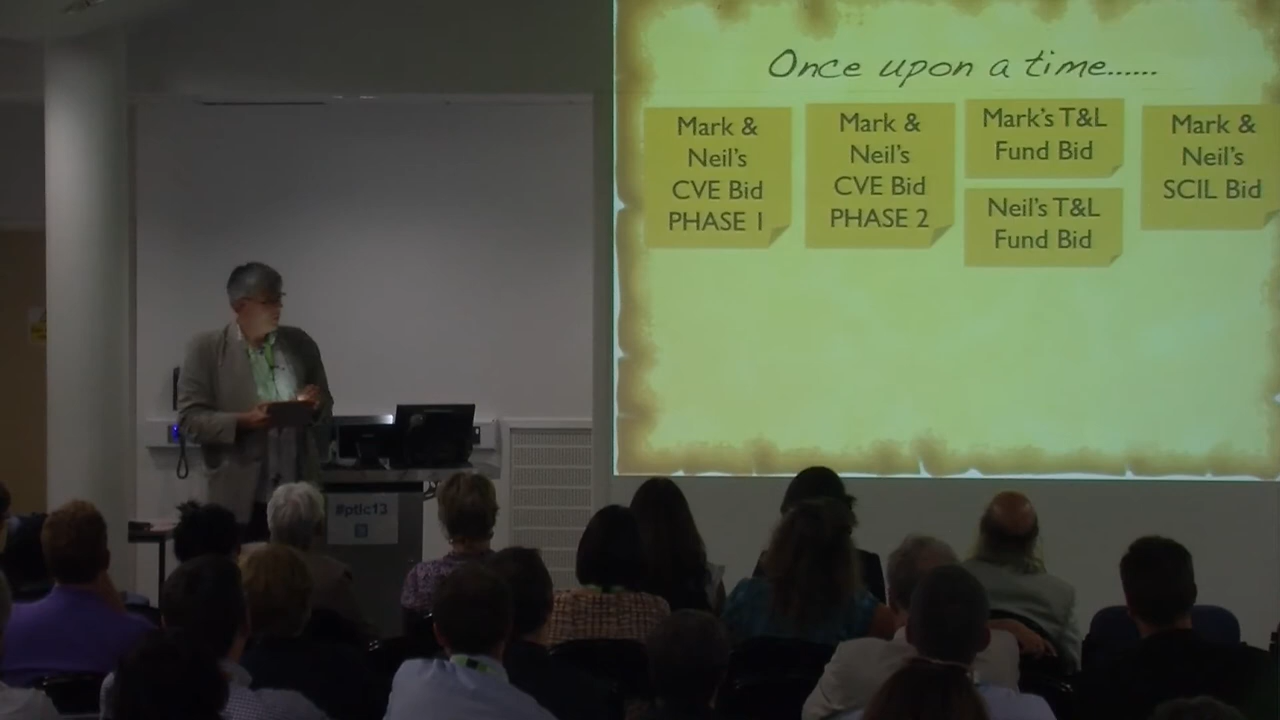 Once upon a time......
Mark &
Neil's
CVE Bid
PHASE 1
Mark &
Neil's
CVE Bid
PHASE 2
Mark's T&L
Fund Bid
Neil's T&L
Fund Bid
Mark &
Neil's
SCIL Bid
#ptlc13